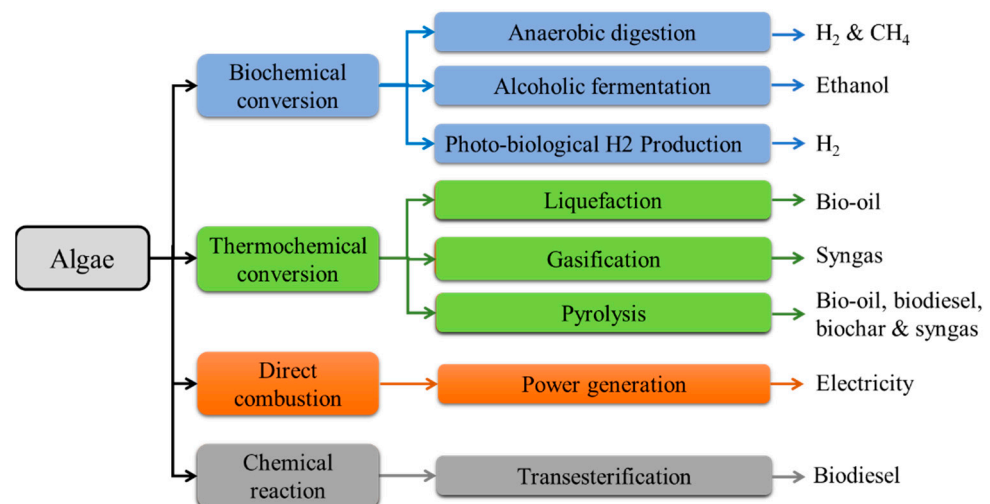 Algae
Biochemical
conversion
Anaerobic digestion
H₂ & CH₄
Alcoholic fermentation
Ethanol
Photo-biological H2 Production
H₂
Thermochemical
conversion
Liquefaction
Bio-oil
Gasification
Syngas
Pyrolysis
Bio-oil, biodiesel,
biochar & syngas
Direct
combustion
Power generation
Electricity
Chemical
reaction
Transesterification
Biodiesel